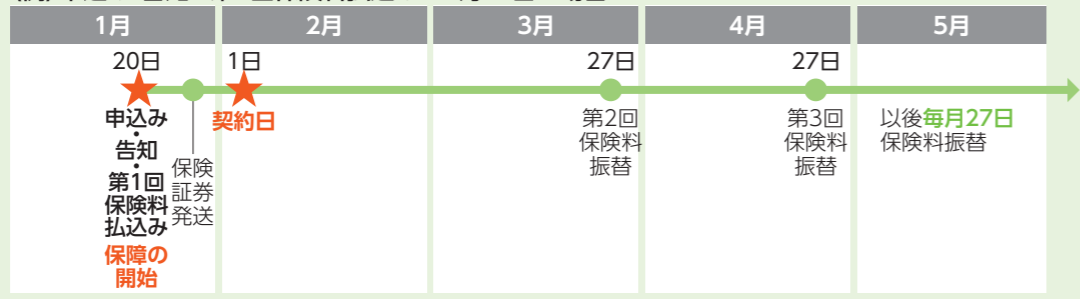 1月
2月
3月
4月
5月
20日
1日
27日
27日
申込み
・
告知
・
第1回
保険料
払込み
保障の
開始
保険
証券
発送
契約日
第2回
保険料
振替
第3回
保険料
振替
以後毎月27日
保険料振替